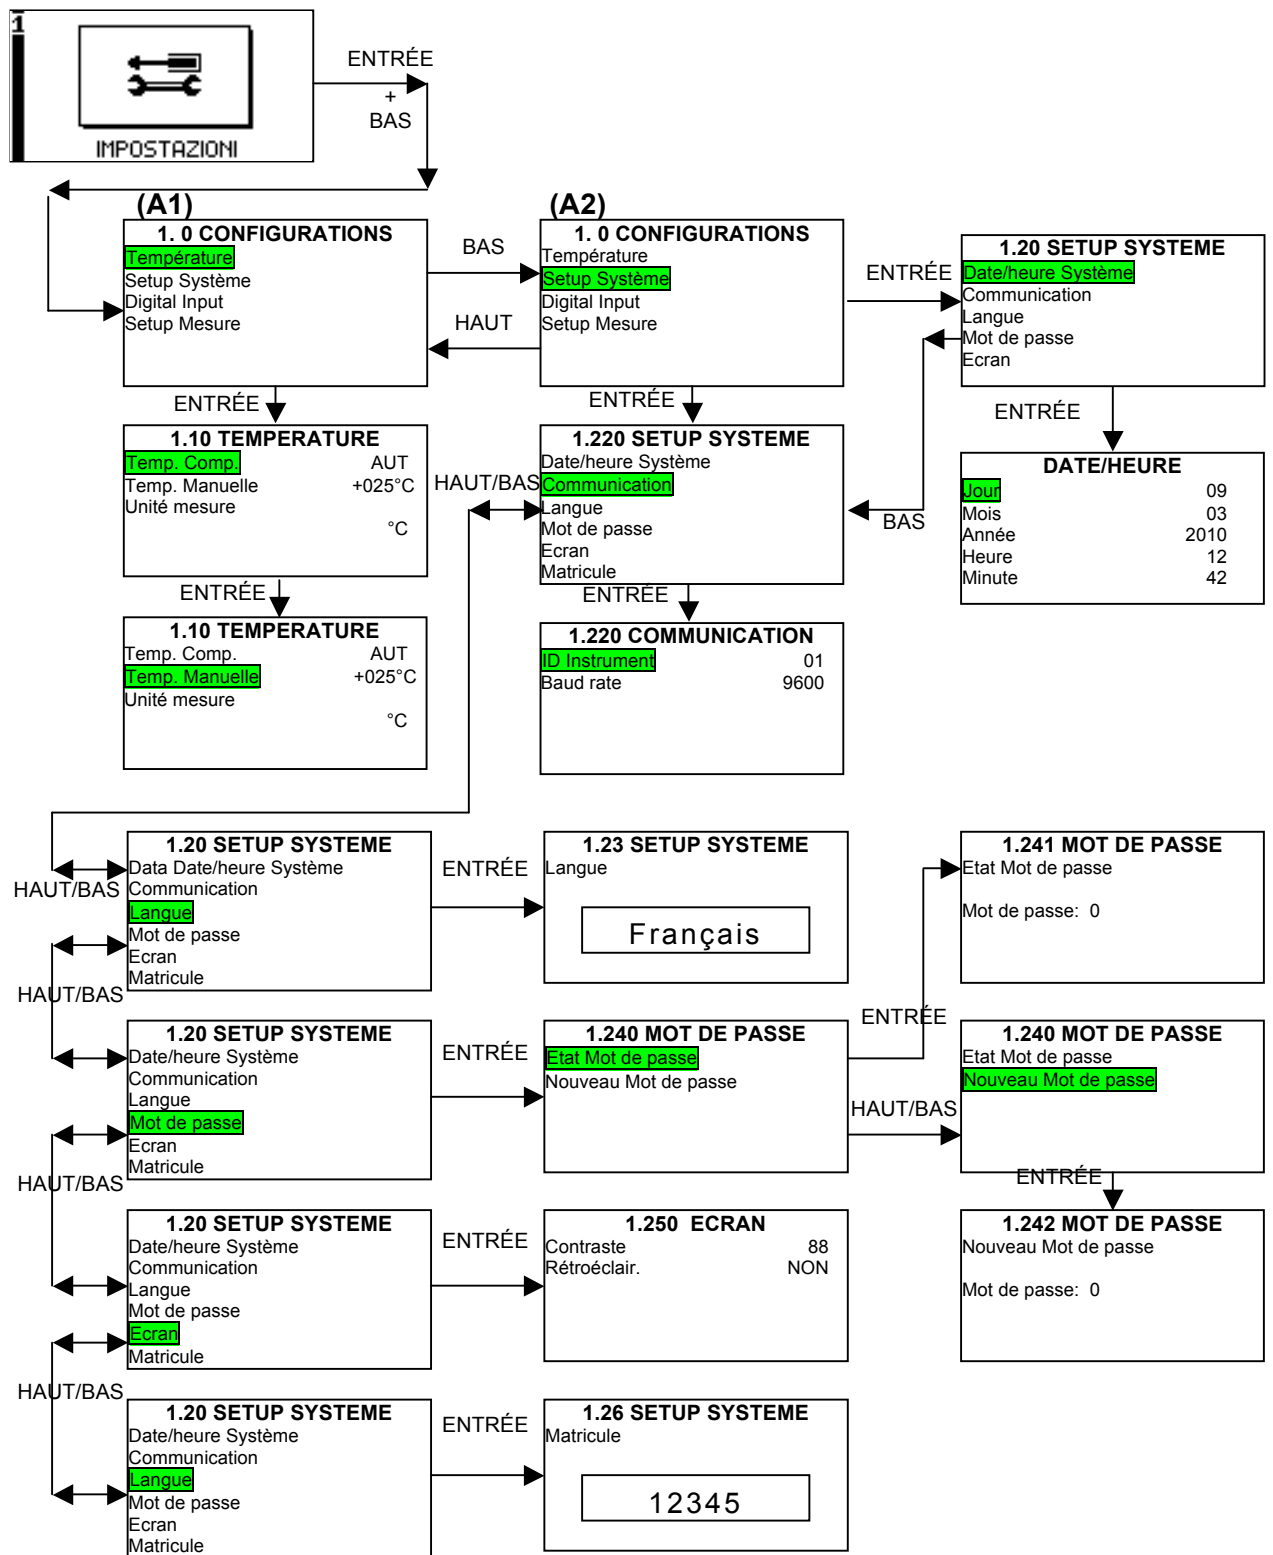 1
IMPOSTAZIONI
ENTRÉE
+
BAS
(A1)
1. 0 CONFIGURATIONS
Température
Setup Système
Digital Input
Setup Mesure
BAS
HAUT
(A2)
1. 0 CONFIGURATIONS
Température
Setup Système
Digital Input
Setup Mesure
ENTRÉE
1.20 SETUP SYSTEME
Date/heure Système
Communication
Langue
Mot de passe
Ecran
ENTRÉE
ENTRÉE
ENTRÉE
1.10 TEMPERATURE
Temp. Comp. AUT
Temp. Manuelle +025°C
Unité mesure
°C
HAUT/BAS
1.220 SETUP SYSTEME
Date/heure Système
Communication
Langue
Mot de passe
Ecran
Matricule
BAS
DATE/HEURE
Jour 09
Mois 03
Année 2010
Heure 12
Minute 42
ENTRÉE
ENTRÉE
1.10 TEMPERATURE
Temp. Comp. AUT
Temp. Manuelle +025°C
Unité mesure
°C
1.220 COMMUNICATION
ID Instrument 01
Baud rate 9600
HAUT/BAS
1.20 SETUP SYSTEME
Data Date/heure Système
Communication
Langue
Mot de passe
Ecran
Matricule
ENTRÉE
1.23 SETUP SYSTEME
Langue
Français
1.241 MOT DE PASSE
Etat Mot de passe
Mot de passe: 0
HAUT/BAS
1.20 SETUP SYSTEME
Date/heure Système
Communication
Langue
Mot de passe
Ecran
Matricule
ENTRÉE
1.240 MOT DE PASSE
Etat Mot de passe
Nouveau Mot de passe
ENTRÉE
HAUT/BAS
1.240 MOT DE PASSE
Etat Mot de passe
Nouveau Mot de passe
ENTRÉE
HAUT/BAS
1.20 SETUP SYSTEME
Date/heure Système
Communication
Langue
Mot de passe
Ecran
Matricule
ENTRÉE
1.250 ECRAN
Contraste 88
Rétroéclair. NON
1.242 MOT DE PASSE
Nouveau Mot de passe
Mot de passe: 0
HAUT/BAS
1.20 SETUP SYSTEME
Date/heure Système
Communication
Langue
Mot de passe
Ecran
Matricule
ENTRÉE
1.26 SETUP SYSTEME
Matricule
12345